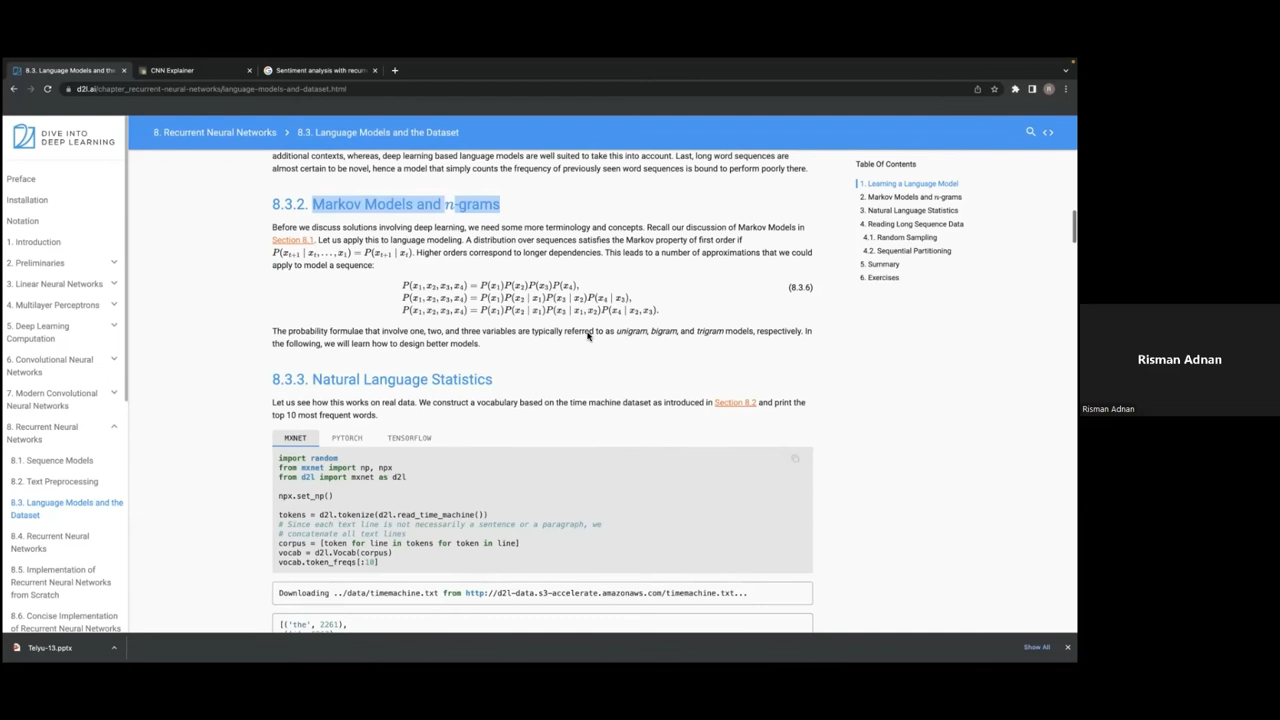 8.3. Language Models and the
CNN Explainer
Sentiment analysis with recur
d2l.ai/chapter_recurrent-neural-networks/language-models-and-dataset.html
DIVE INTO
DEEP LEARNING
8. Recurrent Neural Networks > 8.3. Language Models and the Dataset
Preface
Installation
Notation
1. Introduction
2. Preliminaries
3. Linear Neural Networks
4. Multilayer Perceptrons
5. Deep Learning
Computation
6. Convolutional Neural
Networks
7. Modern Convolutional
Neural Networks
8. Recurrent Neural
Networks
8.1. Sequence Models
8.2. Text Preprocessing
8.3. Language Models and the
Dataset
8.4. Recurrent Neural
Networks
8.5. Implementation of
Recurrent Neural Networks
from Scratch
8.6. Concise Implementation
of Recurrent Neural Networks
additional contexts, whereas, deep learning based language models are well suited to take this into account. Last, long word sequences are
almost certain to be novel, hence a model that simply counts the frequency of previously seen word sequences is bound to perform poorly there.
8.3.2. Markov Models and n-grams
Before we discuss solutions involving deep learning, we need some more terminology and concepts. Recall our discussion of Markov Models in
Section 8.1. Let us apply this to language modeling. A distribution over sequences satisfies the Markov property of first order if
P(xt+1 | xt, . . . , x1) = P(xt+1 | xt). Higher orders correspond to longer dependencies. This leads to a number of approximations that we could
apply to model a sequence:
P(x1, x2, x3, x4) = P(x1)P(x2)P(x3)P(x4),
P(x1, x2, x3, x4) = P(x1)P(x2 | x1)P(x3 | x2)P(x4 | x3),
P(x1, x2, x3, x4) = P(x1)P(x2 | x1)P(x3 | x1, x2)P(x4 | x2, x3).
(8.3.6)
The probability formulae that involve one, two, and three variables are typically referred to as unigram, bigram, and trigram models, respectively. In
the following, we will learn how to design better models.
8.3.3. Natural Language Statistics
Let us see how this works on real data. We construct a vocabulary based on the time machine dataset as introduced in Section 8.2 and print the
top 10 most frequent words.
MXNET PYTORCH TENSORFLOW
import random
from mxnet import np, npx
from d2l import mxnet as d2l
npx.set_np()
tokens = d2l.tokenize(d2l.read_time_machine())
# Since each text line is not necessarily a sentence or a paragraph, we
# concatenate all text lines
corpus = [token for line in tokens for token in line]
vocab = d2l.Vocab(corpus)
vocab.token_freqs[:10]
Downloading ../data/timemachine.txt from http://d2l-data.s3-accelerate.amazonaws.com/timemachine.txt...
[('the', 2261),
Table Of Contents
1. Learning a Language Model
2. Markov Models and n-grams
3. Natural Language Statistics
4. Reading Long Sequence Data
4.1. Random Sampling
4.2. Sequential Partitioning
5. Summary
6. Exercises
Telyu-13.pptx
Show All
Risman Adnan
Risman Adnan